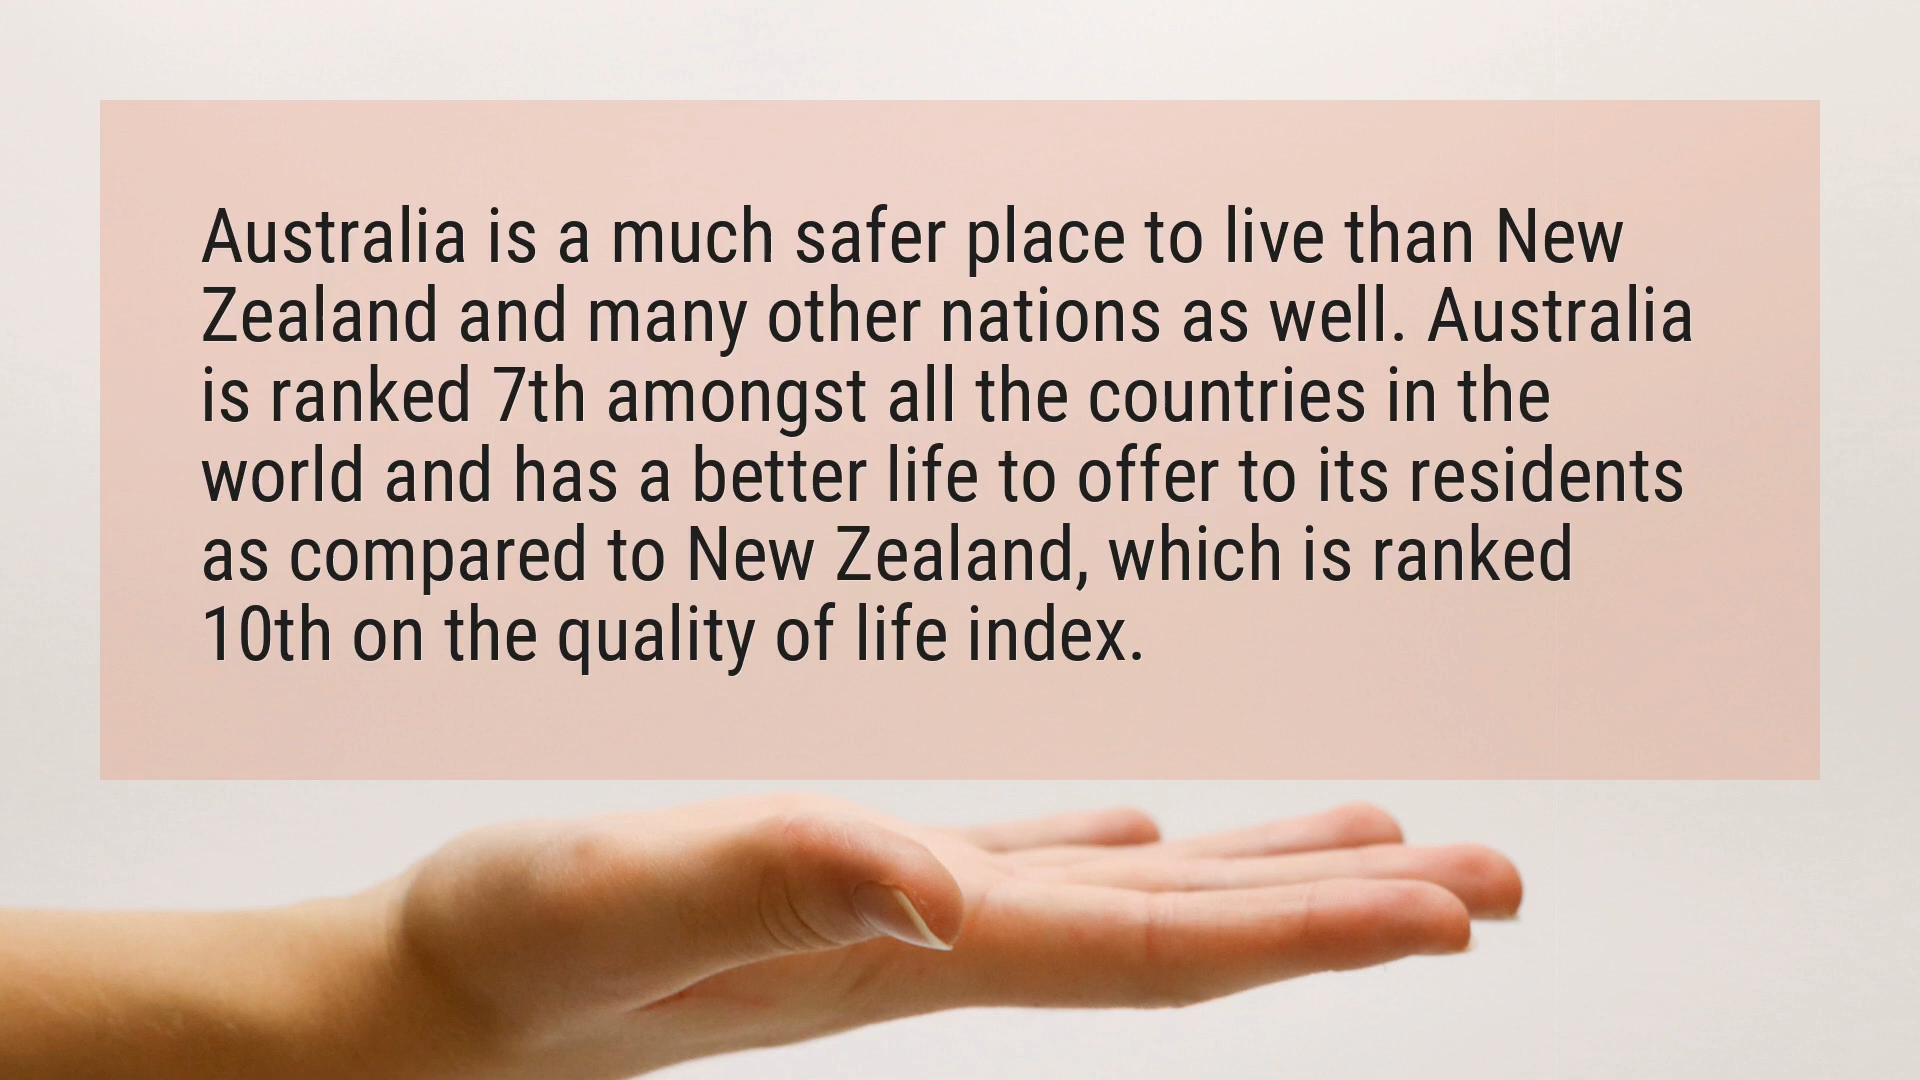 Australia is a much safer place to live than New
Zealand and many other nations as well. Australia
is ranked 7th amongst all the countries in the
world and has a better life to offer to its residents
as compared to New Zealand, which is ranked
10th on the quality of life index.